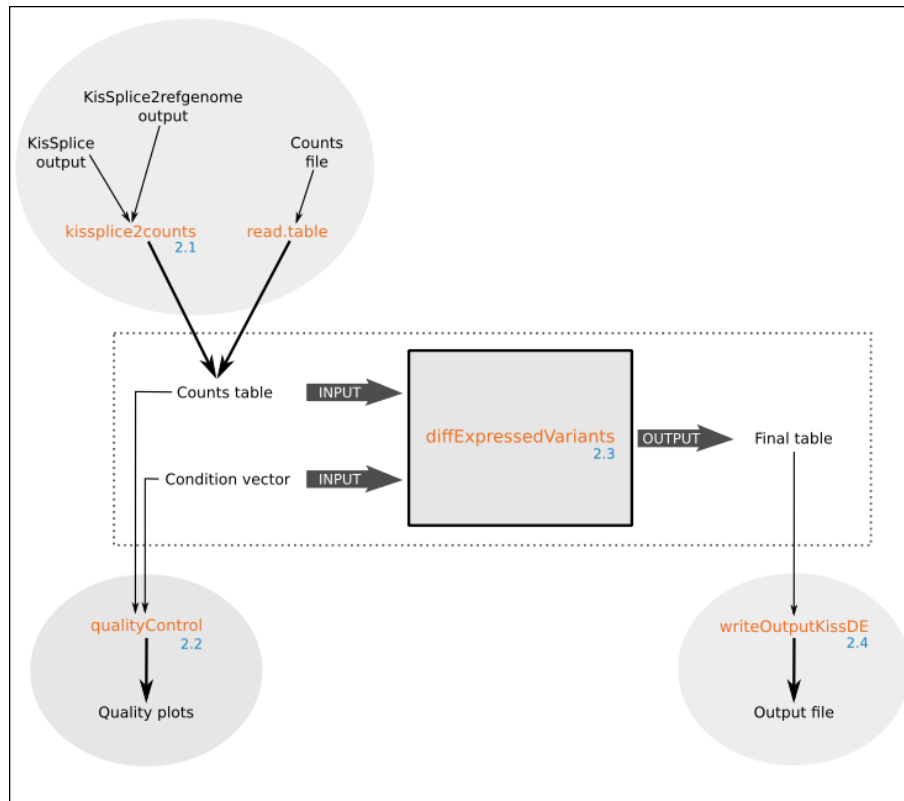 KisSplice2refgenome
output
KisSplice
output
Counts
file
kissplice2counts
2.1
read.table
Counts table
INPUT
diffExpressedVariants
2.3
OUTPUT
Final table
Condition vector
INPUT
qualityControl
2.2
Quality plots
writeOutputKissDE
2.4
Output file